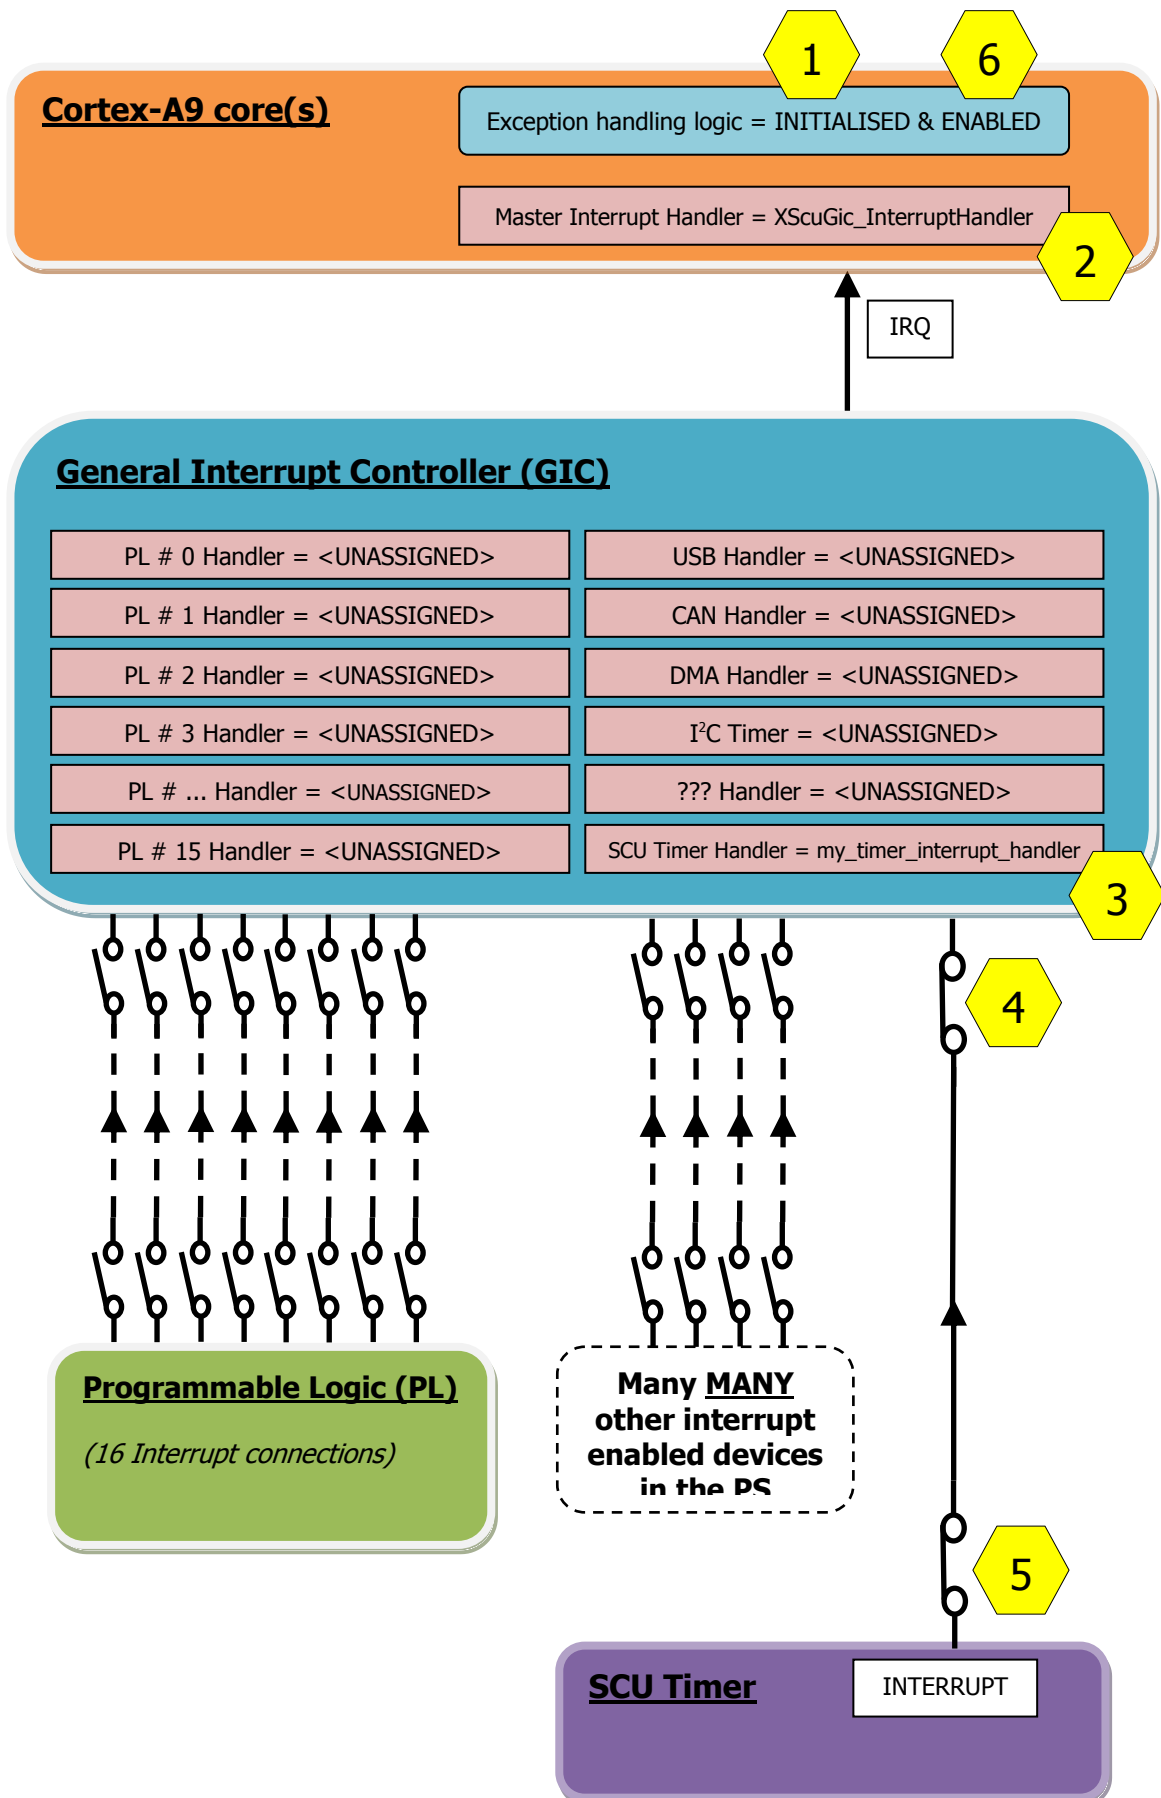 1
6
Cortex-A9 core(s)
Exception handling logic = INITIALISED & ENABLED
Master Interrupt Handler = XScuGic_InterruptHandler
2
IRQ
General Interrupt Controller (GIC)
PL # 0 Handler = <UNASSIGNED>
USB Handler = <UNASSIGNED>
PL # 1 Handler = <UNASSIGNED>
CAN Handler = <UNASSIGNED>
PL # 2 Handler = <UNASSIGNED>
DMA Handler = <UNASSIGNED>
PL # 3 Handler = <UNASSIGNED>
I²C Timer = <UNASSIGNED>
PL # ... Handler = <UNASSIGNED>
??? Handler = <UNASSIGNED>
PL # 15 Handler = <UNASSIGNED>
SCU Timer Handler = my_timer_interrupt_handler
3
4
Programmable Logic (PL)
(16 Interrupt connections)
Many MANY
other interrupt
enabled devices
in the PS
5
SCU Timer
INTERRUPT